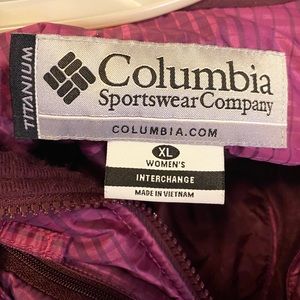 TITANIUM
Columbia
Sportswear Company
COLUMBIA.COM
XL
WOMEN'S
INTERCHANGE
MADE IN VIETNAM